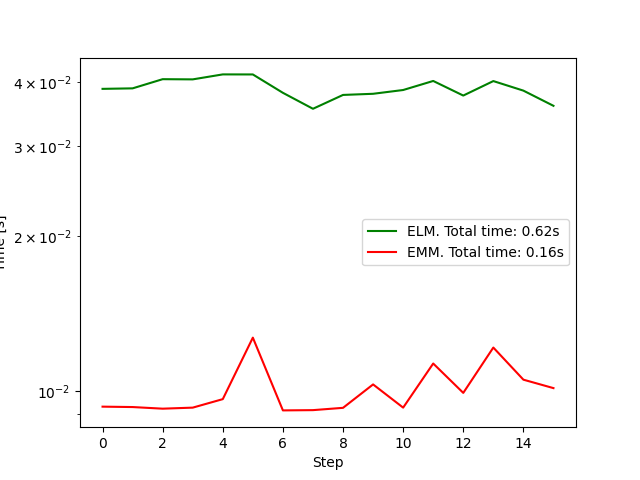 4 × 10⁻²
3 × 10⁻²
2 × 10⁻²
10⁻²
Time [s]
ELM. Total time: 0.62s
EMM. Total time: 0.16s
0 2 4 6 8 10 12 14
Step